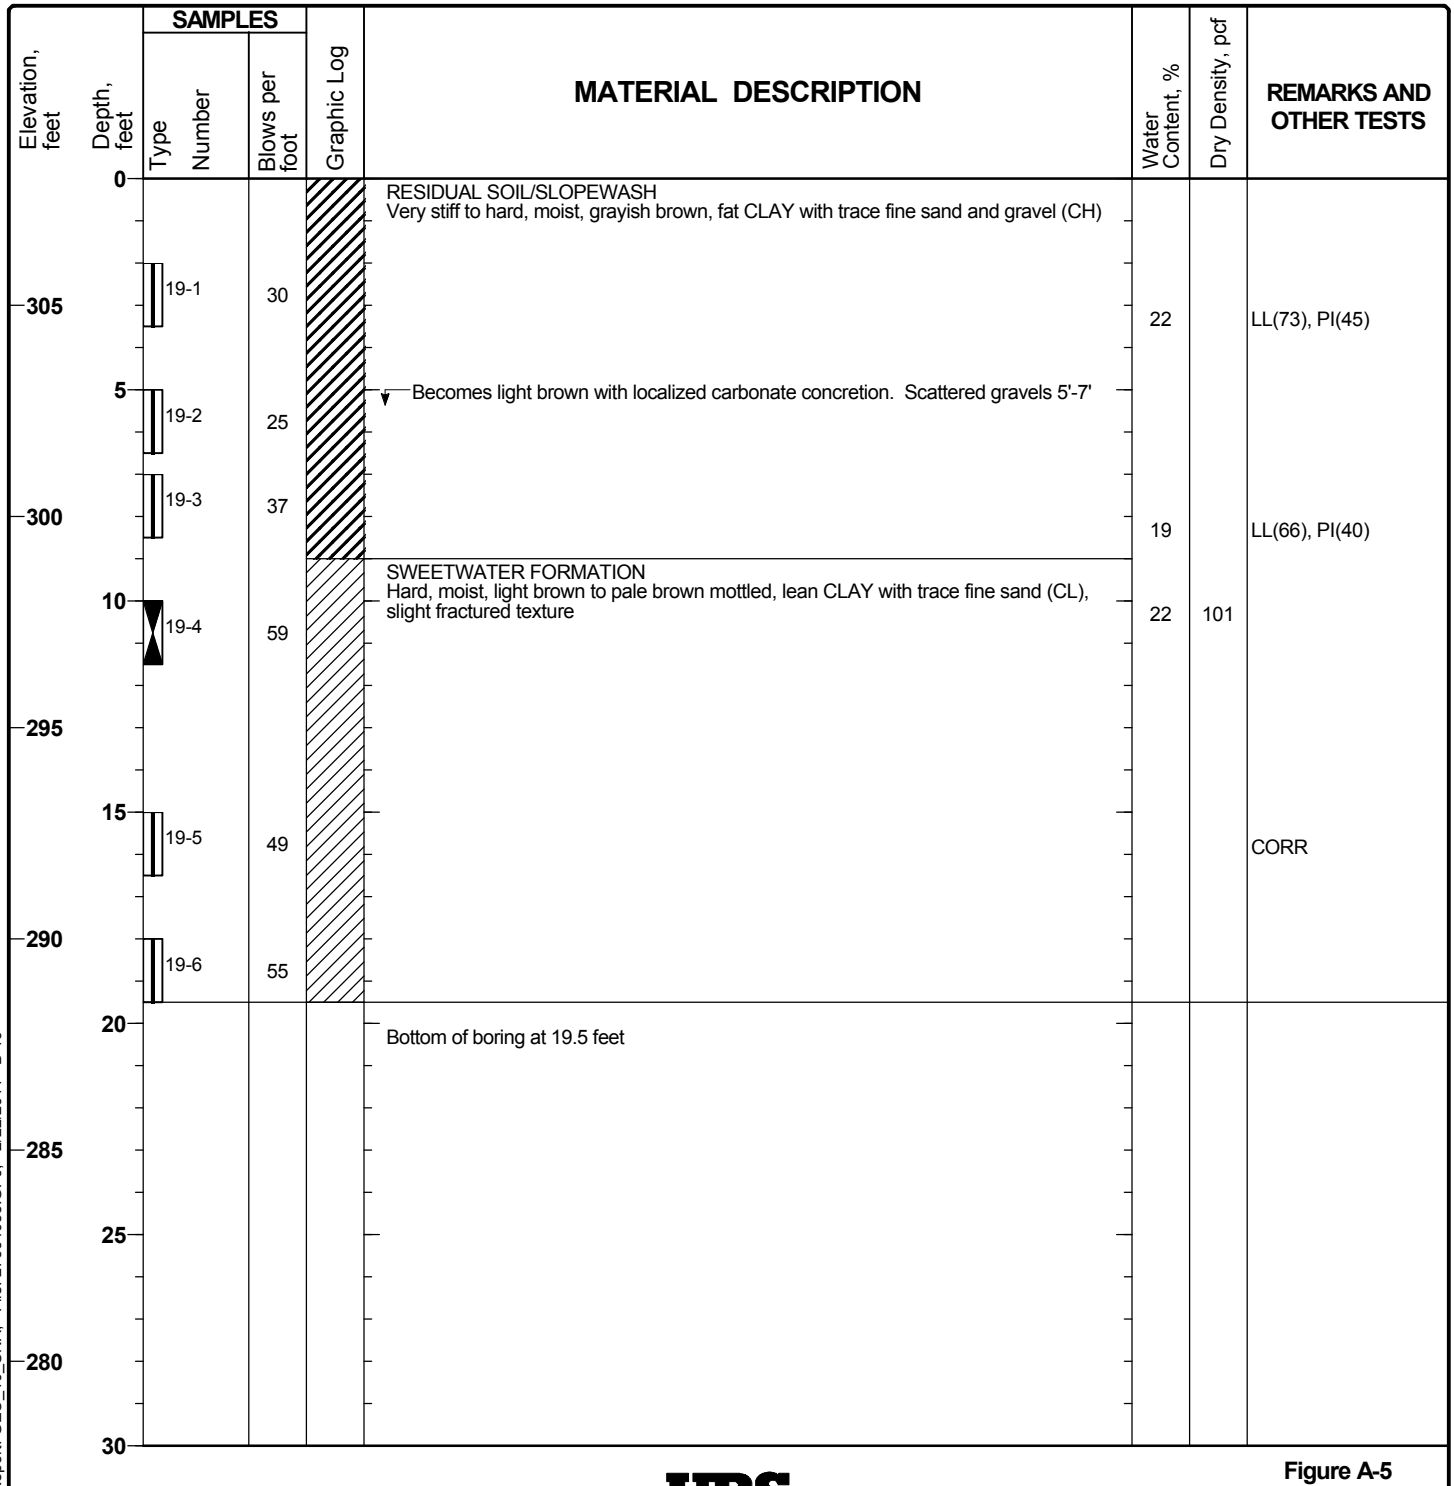 SAMPLES
Elevation, feet
Depth, feet
Type
Number
Blows per foot
Graphic Log
MATERIAL DESCRIPTION
Water Content, %
Dry Density, pcf
REMARKS AND
OTHER TESTS
0
RESIDUAL SOIL/SLOPEWASH
Very stiff to hard, moist, grayish brown, fat CLAY with trace fine sand and gravel (CH)
19-1 30
305 22 LL(73), PI(45)
5 Becomes light brown with localized carbonate concretion. Scattered gravels 5'-7'
19-2 25
19-3 37
300 19 LL(66), PI(40)
SWEETWATER FORMATION
Hard, moist, light brown to pale brown mottled, lean CLAY with trace fine sand (CL),
slight fractured texture
10
19-4 59 22 101
295
15
19-5 49 CORR
290
19-6 55
20
Bottom of boring at 19.5 feet
285
25
280
30
Figure A-5
URS